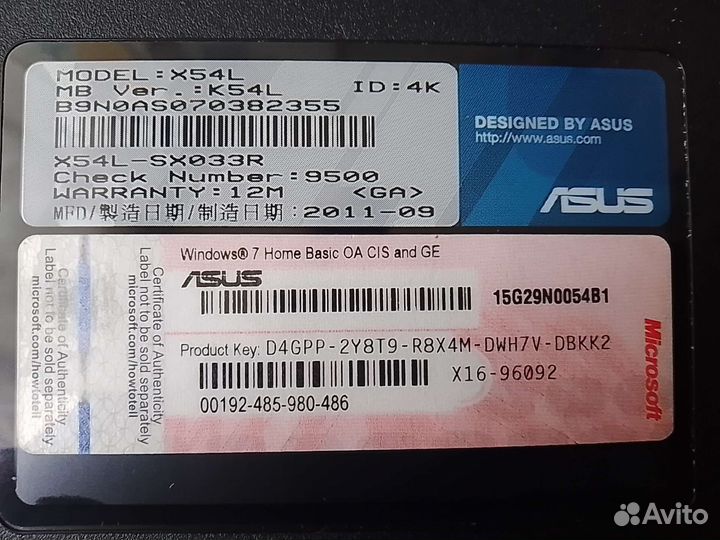 MODEL:X54L
MB Ver.:K54L ID:4K
B9N0AS070382355
X54L-SX033R
Check Number:9500
WARRANTY:12M <GA>
MFD/製造日期/制造日期:2011-09
DESIGNED BY ASUS
http://www.asus.com
ASUS
Certificate of Authenticity
Label not to be sold separately
microsoft.com/howtotell
Certificate of Authenticity
Label not to be sold separately
microsoft.com/howtotell
Windows® 7 Home Basic OA CIS and GE
ASUS
15G29N0054B1
Product Key: D4GPP-2Y8T9-R8X4M-DWH7V-DBKK2
X16-96092
00192-485-980-486
Microsoft
Avito